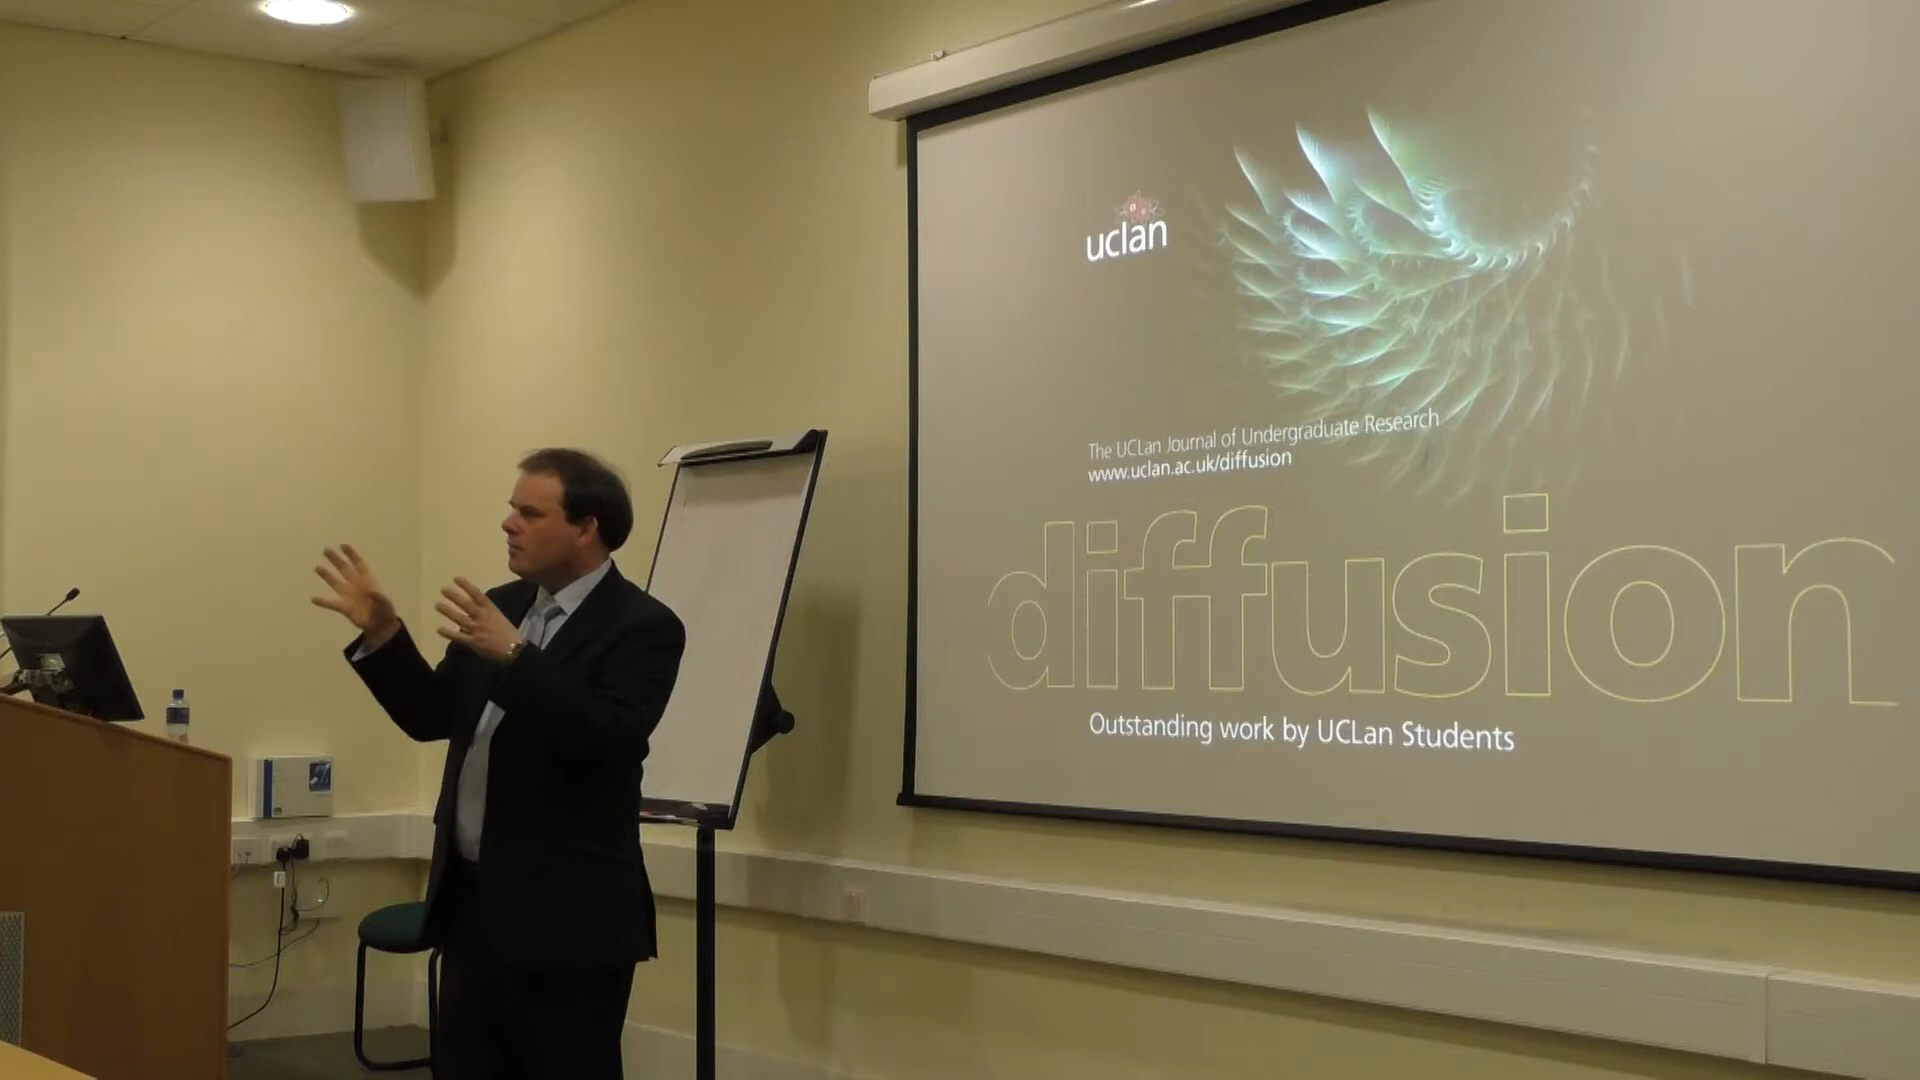 uclan
The UCLan Journal of Undergraduate Research
www.uclan.ac.uk/diffusion
diffusion
Outstanding work by UCLan Students